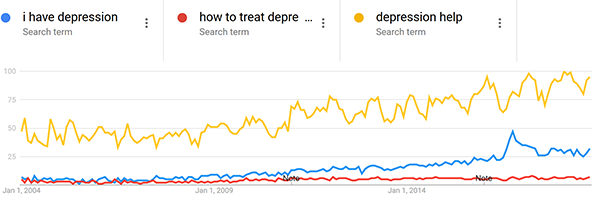 i have depression
Search term
how to treat depre ...
Search term
depression help
Search term
100
75
50
25
Note
Note
Jan 1, 2004
Jan 1, 2009
Jan 1, 2014